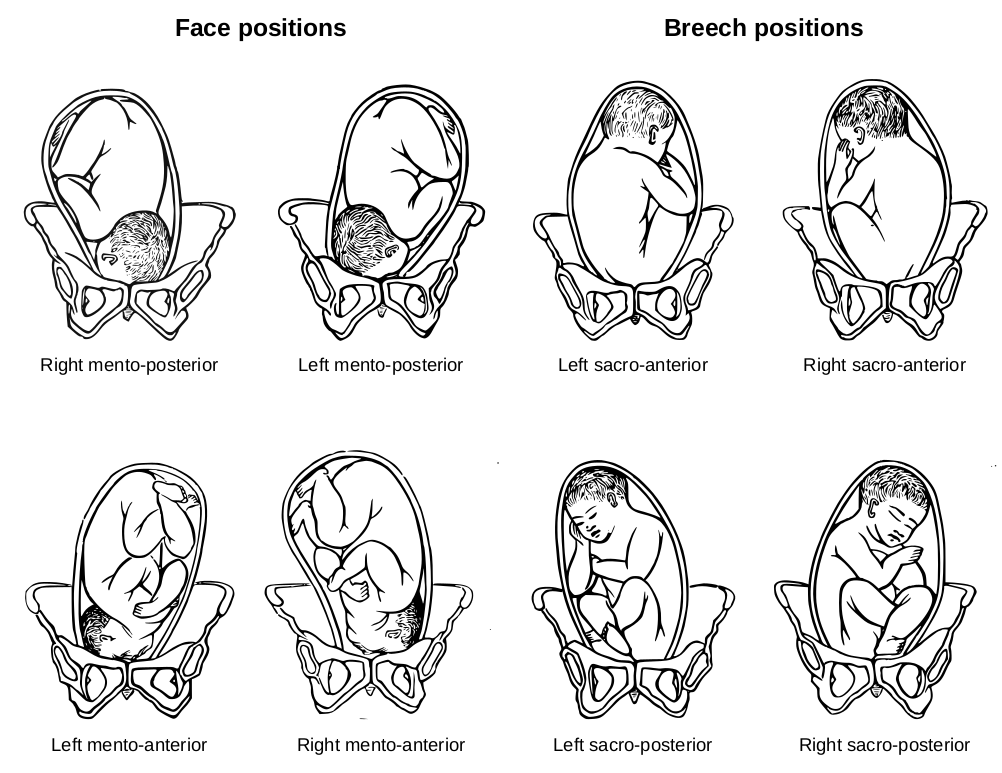 Face positions
Breech positions
Right mento-posterior
Left mento-posterior
Left sacro-anterior
Right sacro-anterior
Left mento-anterior
Right mento-anterior
Left sacro-posterior
Right sacro-posterior